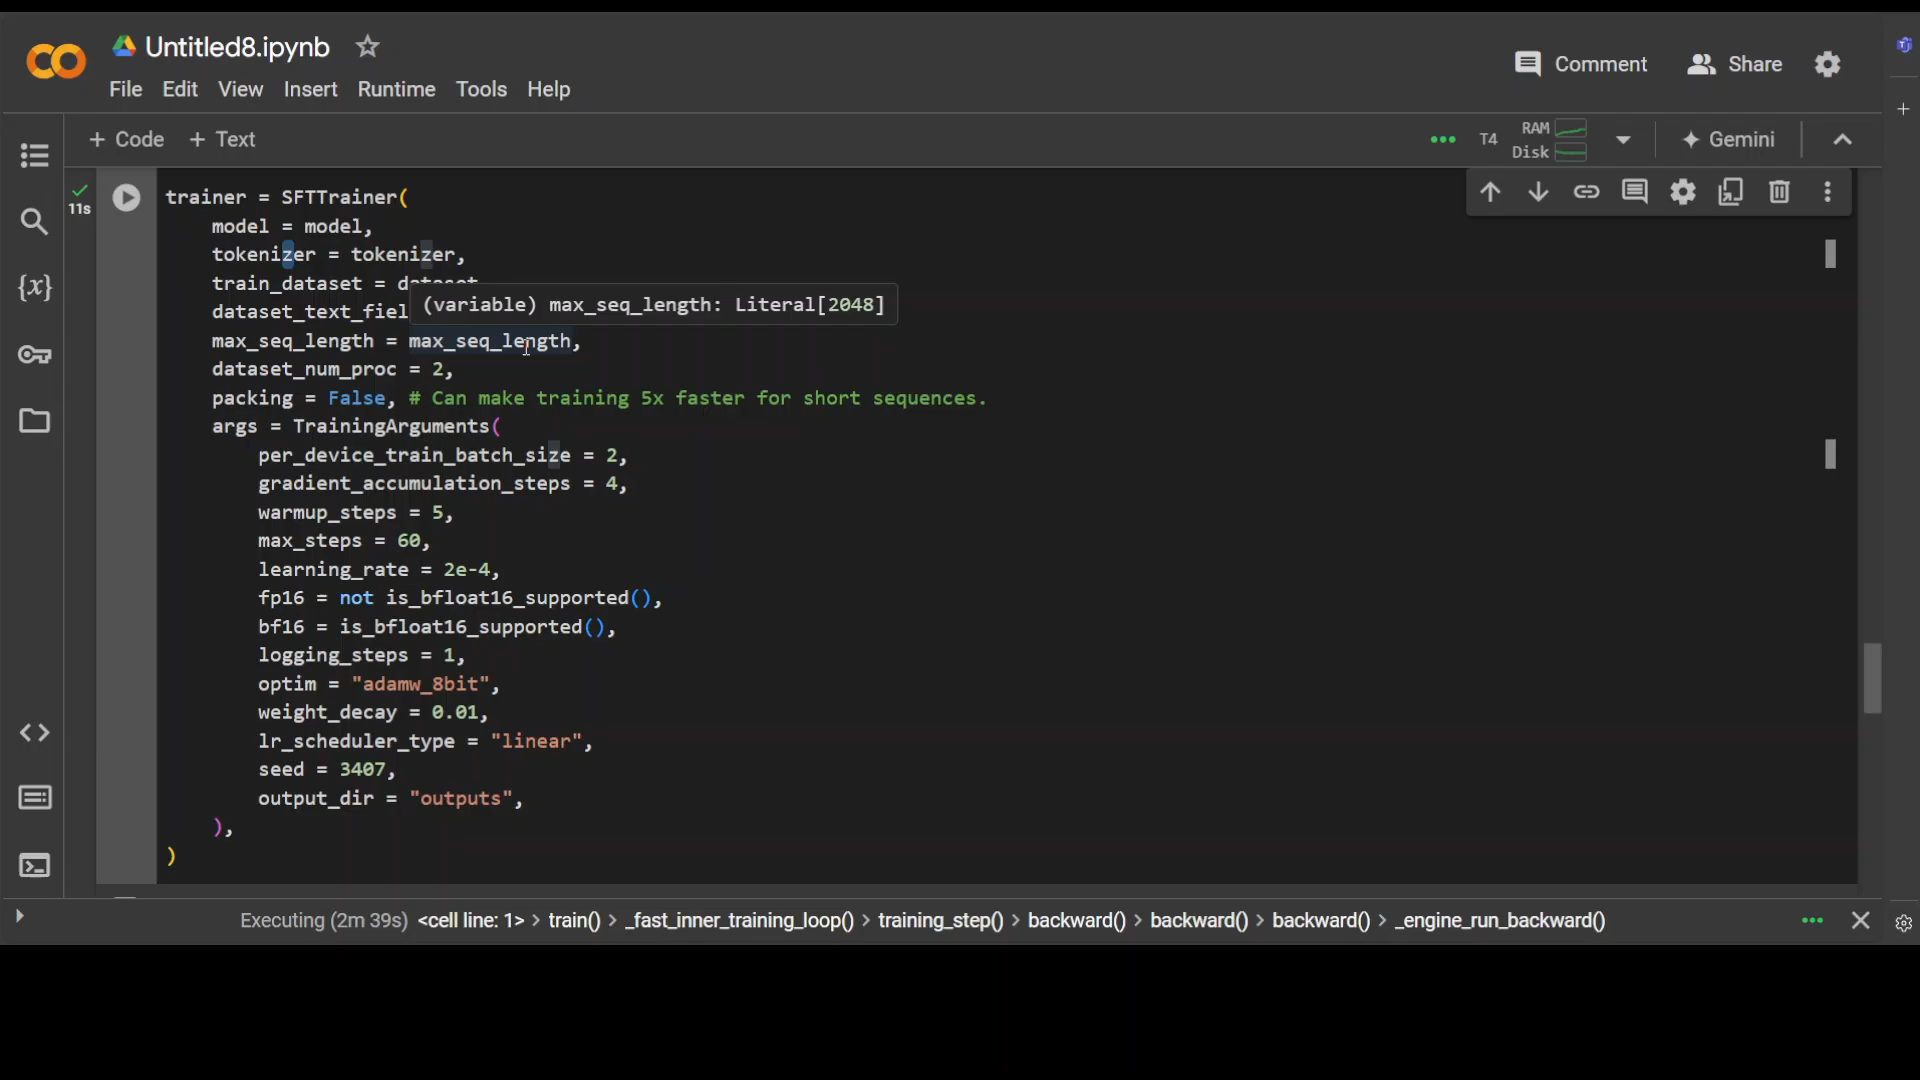 Untitled8.ipynb
Comment Share
File Edit View Insert Runtime Tools Help
+ Code + Text
T4 RAM Disk Gemini
11s
trainer = SFTTrainer(
model = model,
tokenizer = tokenizer,
train_dataset = dataset
dataset_text_fiel
(variable) max_seq_length: Literal[2048]
max_seq_length = max_seq_length,
dataset_num_proc = 2,
packing = False, # Can make training 5x faster for short sequences.
args = TrainingArguments(
per_device_train_batch_size = 2,
gradient_accumulation_steps = 4,
warmup_steps = 5,
max_steps = 60,
learning_rate = 2e-4,
fp16 = not is_bfloat16_supported(),
bf16 = is_bfloat16_supported(),
logging_steps = 1,
optim = "adamw_8bit",
weight_decay = 0.01,
lr_scheduler_type = "linear",
seed = 3407,
output_dir = "outputs",
),
)
Executing (2m 39s) <cell line: 1> > train() > _fast_inner_training_loop() > training_step() > backward() > backward() > backward() > _engine_run_backward()